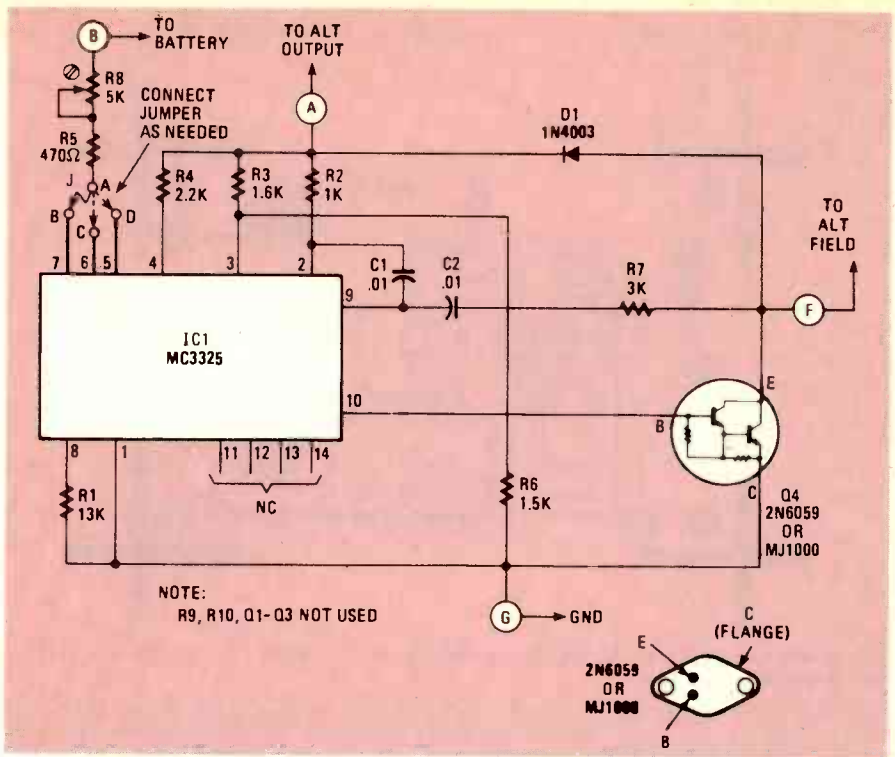 B
TO
BATTERY
TO ALT
OUTPUT
A
R8
5K
CONNECT
JUMPER
AS NEEDED
R5
470Ω
J
A
B
D
C
R4
2.2K
R3
1.6K
R2
1K
D1
1N4003
TO
ALT
FIELD
7
6
5
4
3
2
C1
.01
C2
.01
R7
3K
F
9
IC1
MC3325
10
E
B
C
Q4
2N6059
OR
MJ1000
8
1
11
12
13
14
NC
R1
13K
R6
1.5K
NOTE:
R9, R10, Q1-Q3 NOT USED
G
GND
C
(FLANGE)
E
2N6059
OR
MJ1000
B